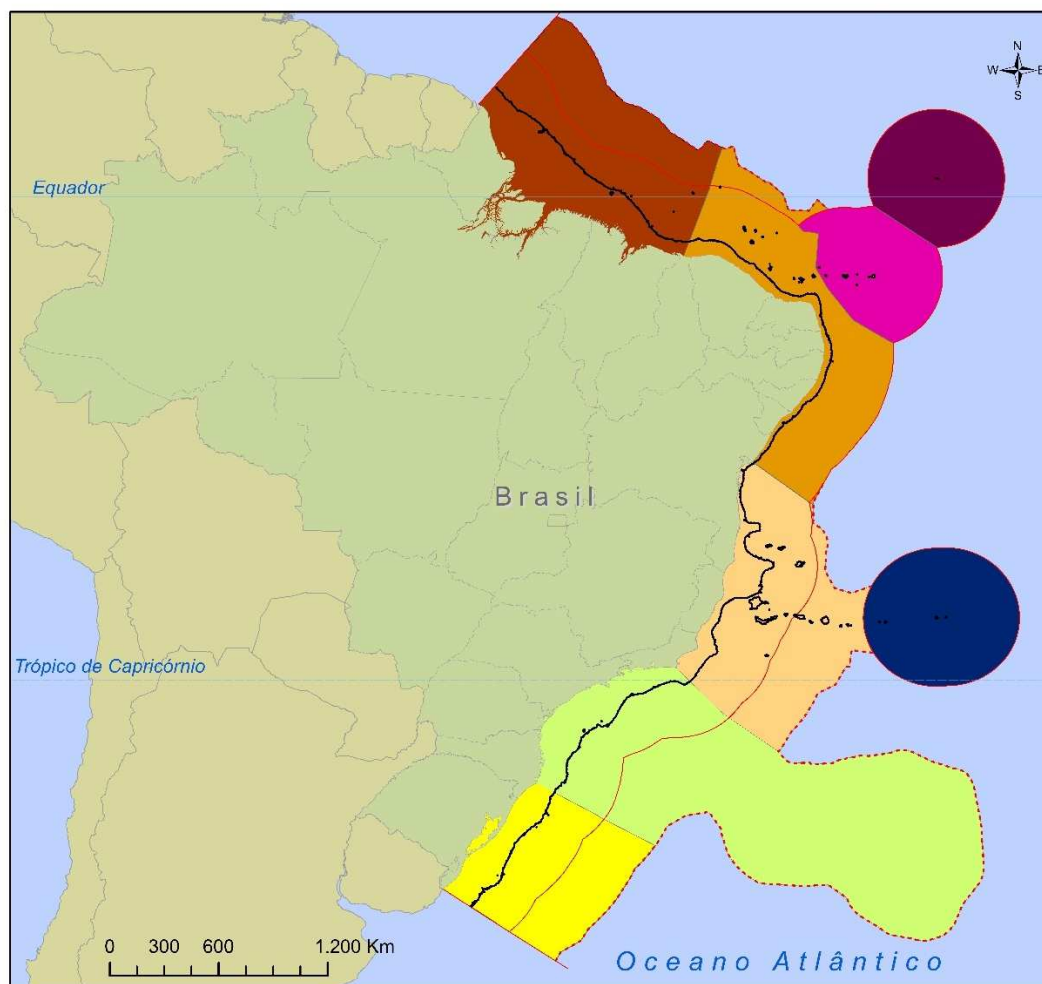 N
W E
S
Equador
Brasil
Trópico de Capricórnio
0 300 600 1.200 Km
Oceano Atlântico